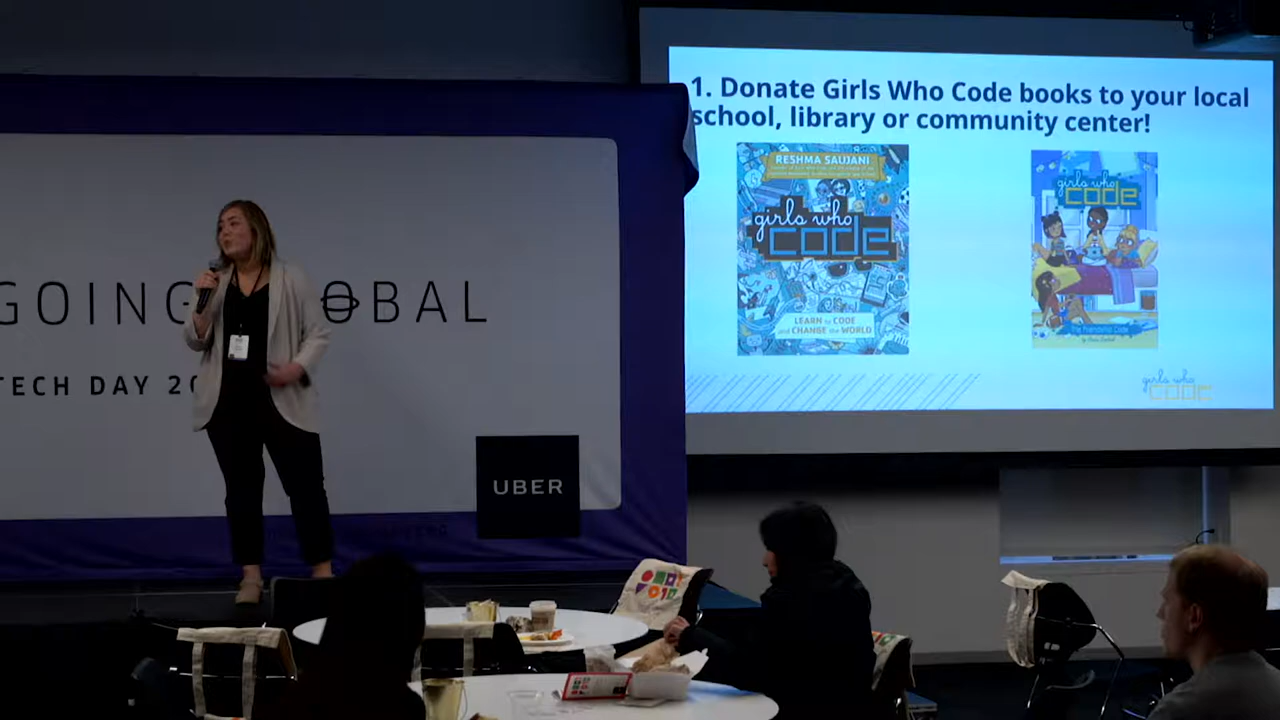 1. Donate Girls Who Code books to your local
school, library or community center!
RESHMA SAUJANI
girls who
code
LEARN to CODE
and CHANGE the WORLD
girls who
code
The Friendship Code
girls who
code
GOING OBAL
TECH DAY 20
UBER